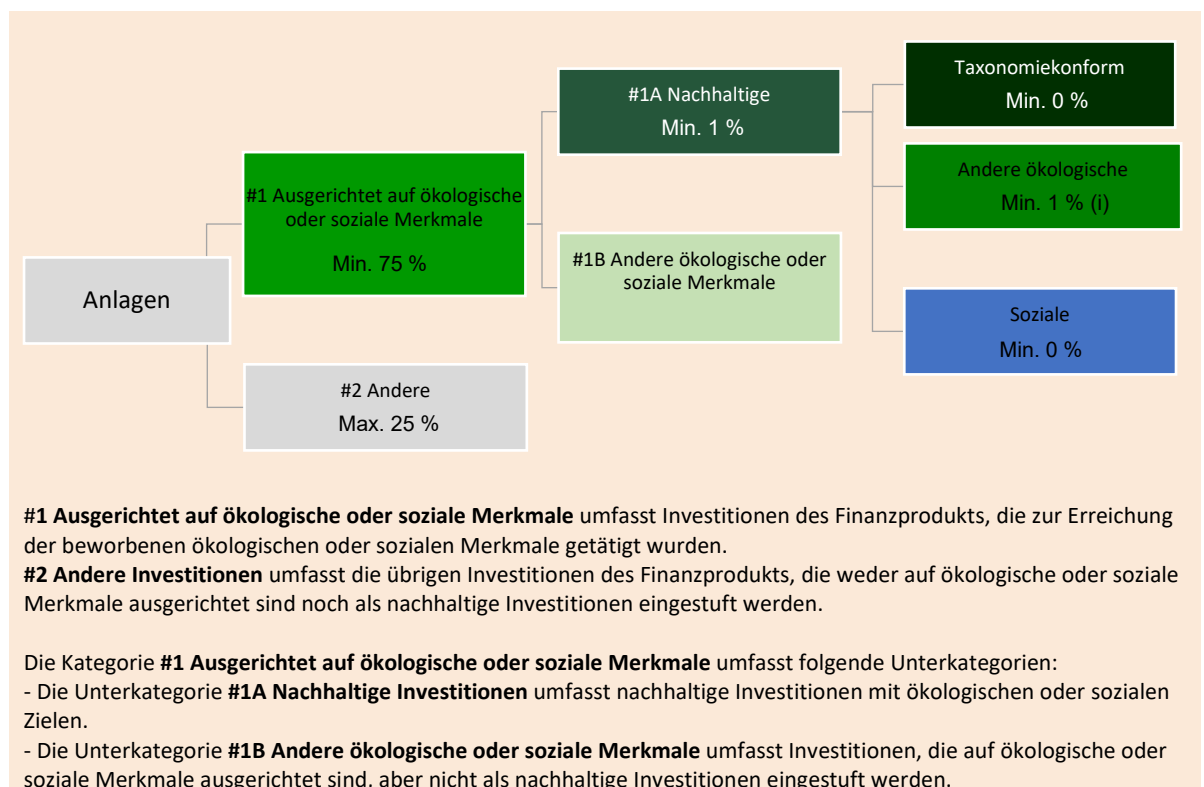 Taxonomiekonform
Min. 0 %
#1A Nachhaltige
Min. 1 %
Andere ökologische
Min. 1 % (i)
#1 Ausgerichtet auf ökologische
oder soziale Merkmale
Min. 75 %
#1B Andere ökologische oder
soziale Merkmale
Anlagen
Soziale
Min. 0 %
#2 Andere
Max. 25 %
#1 Ausgerichtet auf ökologische oder soziale Merkmale umfasst Investitionen des Finanzprodukts, die zur Erreichung
der beworbenen ökologischen oder sozialen Merkmale getätigt wurden.
#2 Andere Investitionen umfasst die übrigen Investitionen des Finanzprodukts, die weder auf ökologische oder soziale
Merkmale ausgerichtet sind noch als nachhaltige Investitionen eingestuft werden.
Die Kategorie #1 Ausgerichtet auf ökologische oder soziale Merkmale umfasst folgende Unterkategorien:
- Die Unterkategorie #1A Nachhaltige Investitionen umfasst nachhaltige Investitionen mit ökologischen oder sozialen
Zielen.
- Die Unterkategorie #1B Andere ökologische oder soziale Merkmale umfasst Investitionen, die auf ökologische oder
soziale Merkmale ausgerichtet sind, aber nicht als nachhaltige Investitionen eingestuft werden.